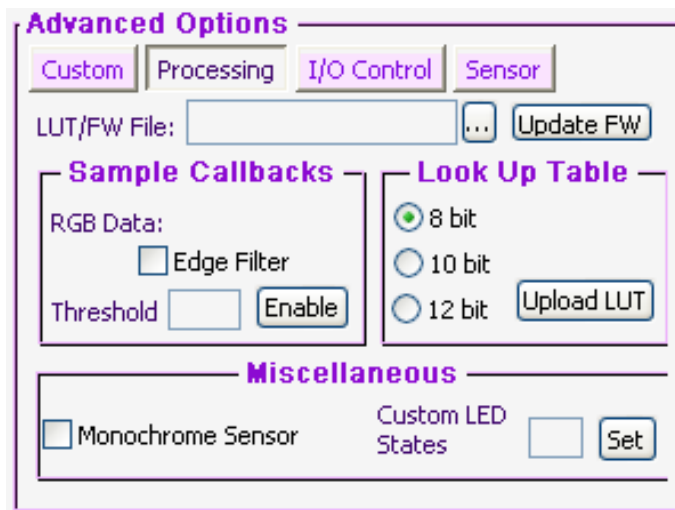 Advanced Options
Custom Processing I/O Control Sensor
LUT/FW File: ... Update FW
Sample Callbacks
RGB Data:
Edge Filter
Threshold Enable
Look Up Table
8 bit
10 bit
12 bit Upload LUT
Miscellaneous
Monochrome Sensor
Custom LED
States Set